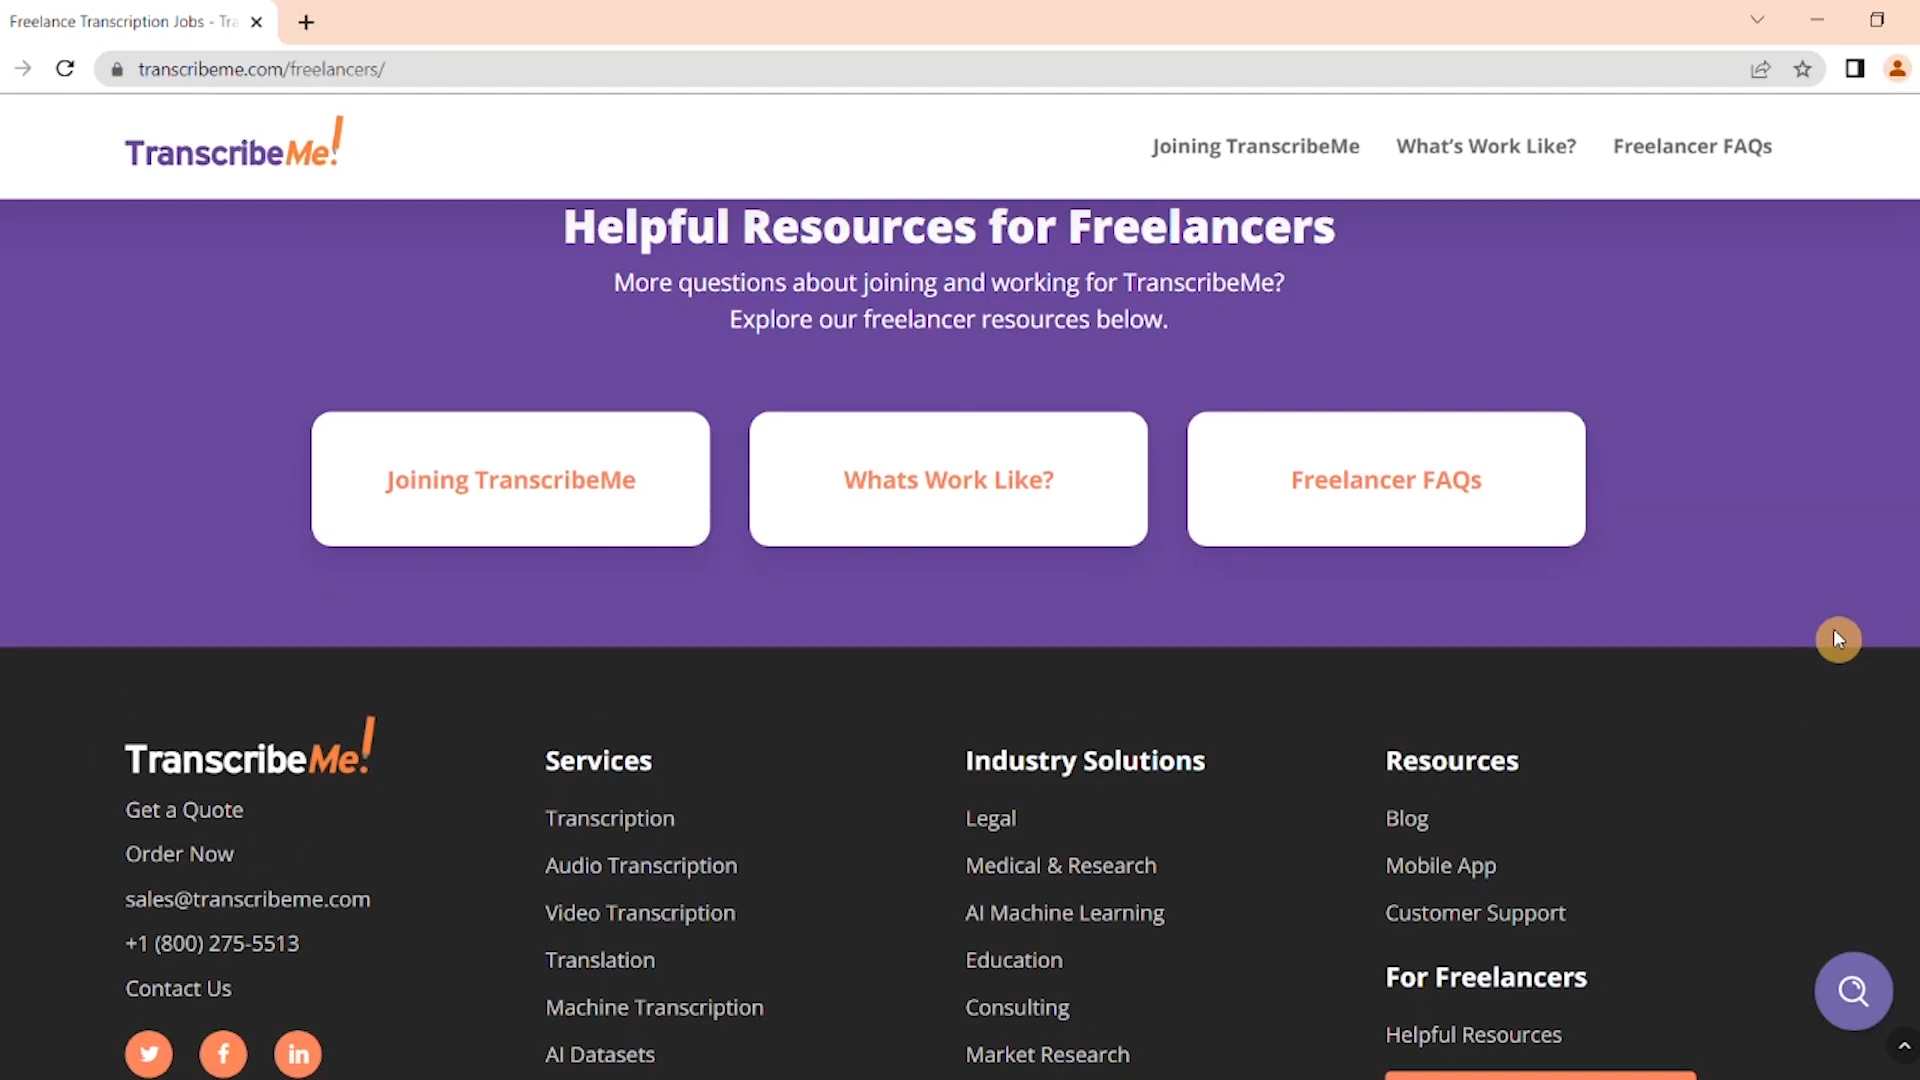 Freelance Transcription Jobs - Tra
transcribeme.com/freelancers/
TranscribeMe!
Joining TranscribeMe
What's Work Like?
Freelancer FAQs
Helpful Resources for Freelancers
More questions about joining and working for TranscribeMe?
Explore our freelancer resources below.
Joining TranscribeMe
Whats Work Like?
Freelancer FAQs
TranscribeMe!
Get a Quote
Order Now
sales@transcribeme.com
+1 (800) 275-5513
Contact Us
Services
Transcription
Audio Transcription
Video Transcription
Translation
Machine Transcription
AI Datasets
Industry Solutions
Legal
Medical & Research
AI Machine Learning
Education
Consulting
Market Research
Resources
Blog
Mobile App
Customer Support
For Freelancers
Helpful Resources